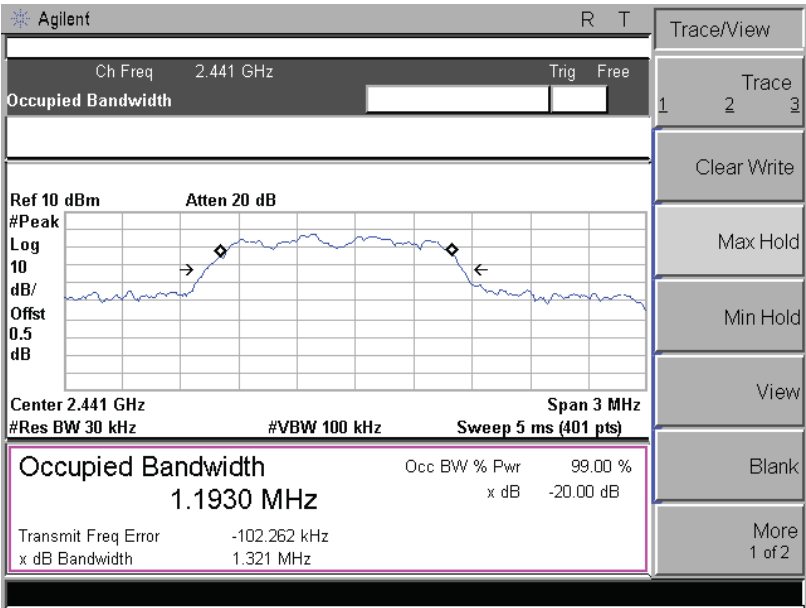 Agilent R T
Ch Freq 2.441 GHz Trig Free
Occupied Bandwidth
Ref 10 dBm Atten 20 dB
#Peak
Log
10
dB/
Offst
0.5
dB
Center 2.441 GHz Span 3 MHz
#Res BW 30 kHz #VBW 100 kHz Sweep 5 ms (401 pts)
Occupied Bandwidth Occ BW % Pwr 99.00 %
1.1930 MHz x dB -20.00 dB
Transmit Freq Error -102.262 kHz
x dB Bandwidth 1.321 MHz
Trace/View
Trace
1 2 3
Clear Write
Max Hold
Min Hold
View
Blank
More
1 of 2